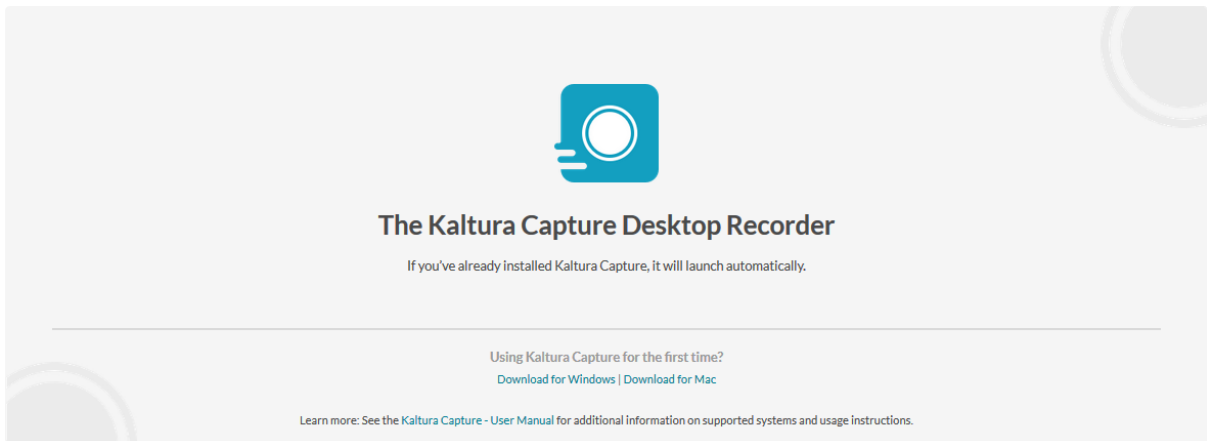 The Kaltura Capture Desktop Recorder
If you've already installed Kaltura Capture, it will launch automatically.
Using Kaltura Capture for the first time?
Download for Windows | Download for Mac
Learn more: See the Kaltura Capture - User Manual for additional information on supported systems and usage instructions.